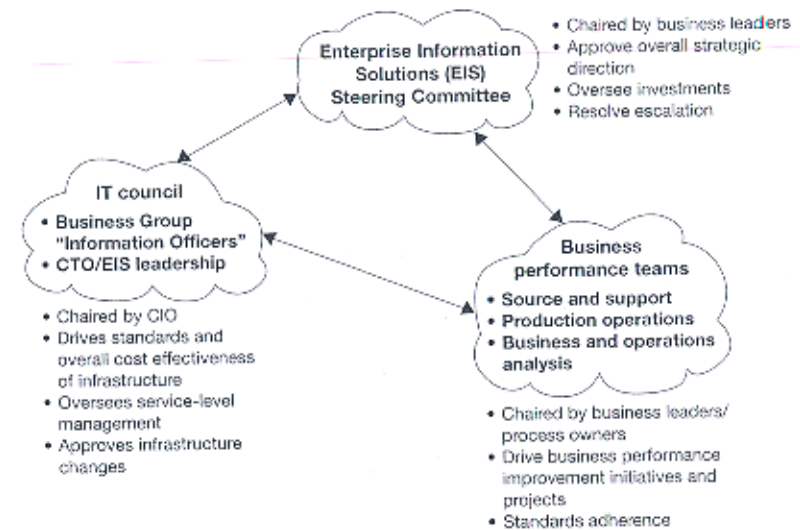 Enterprise Information
Solutions (EIS)
Steering Committee
• Chaired by business leaders
• Approve overall strategic
direction
• Oversee investments
• Resolve escalation
IT council
• Business Group
"Information Officers"
• CTO/EIS leadership
• Chaired by CIO
• Drives standards and
overall cost effectiveness
of infrastructure
• Oversees service-level
management
• Approves infrastructure
changes
Business
performance teams
• Source and support
• Production operations
• Business and operations
analysis
• Chaired by business leaders/
process owners
• Drive business performance
improvement initiatives and
projects
• Standards adherence